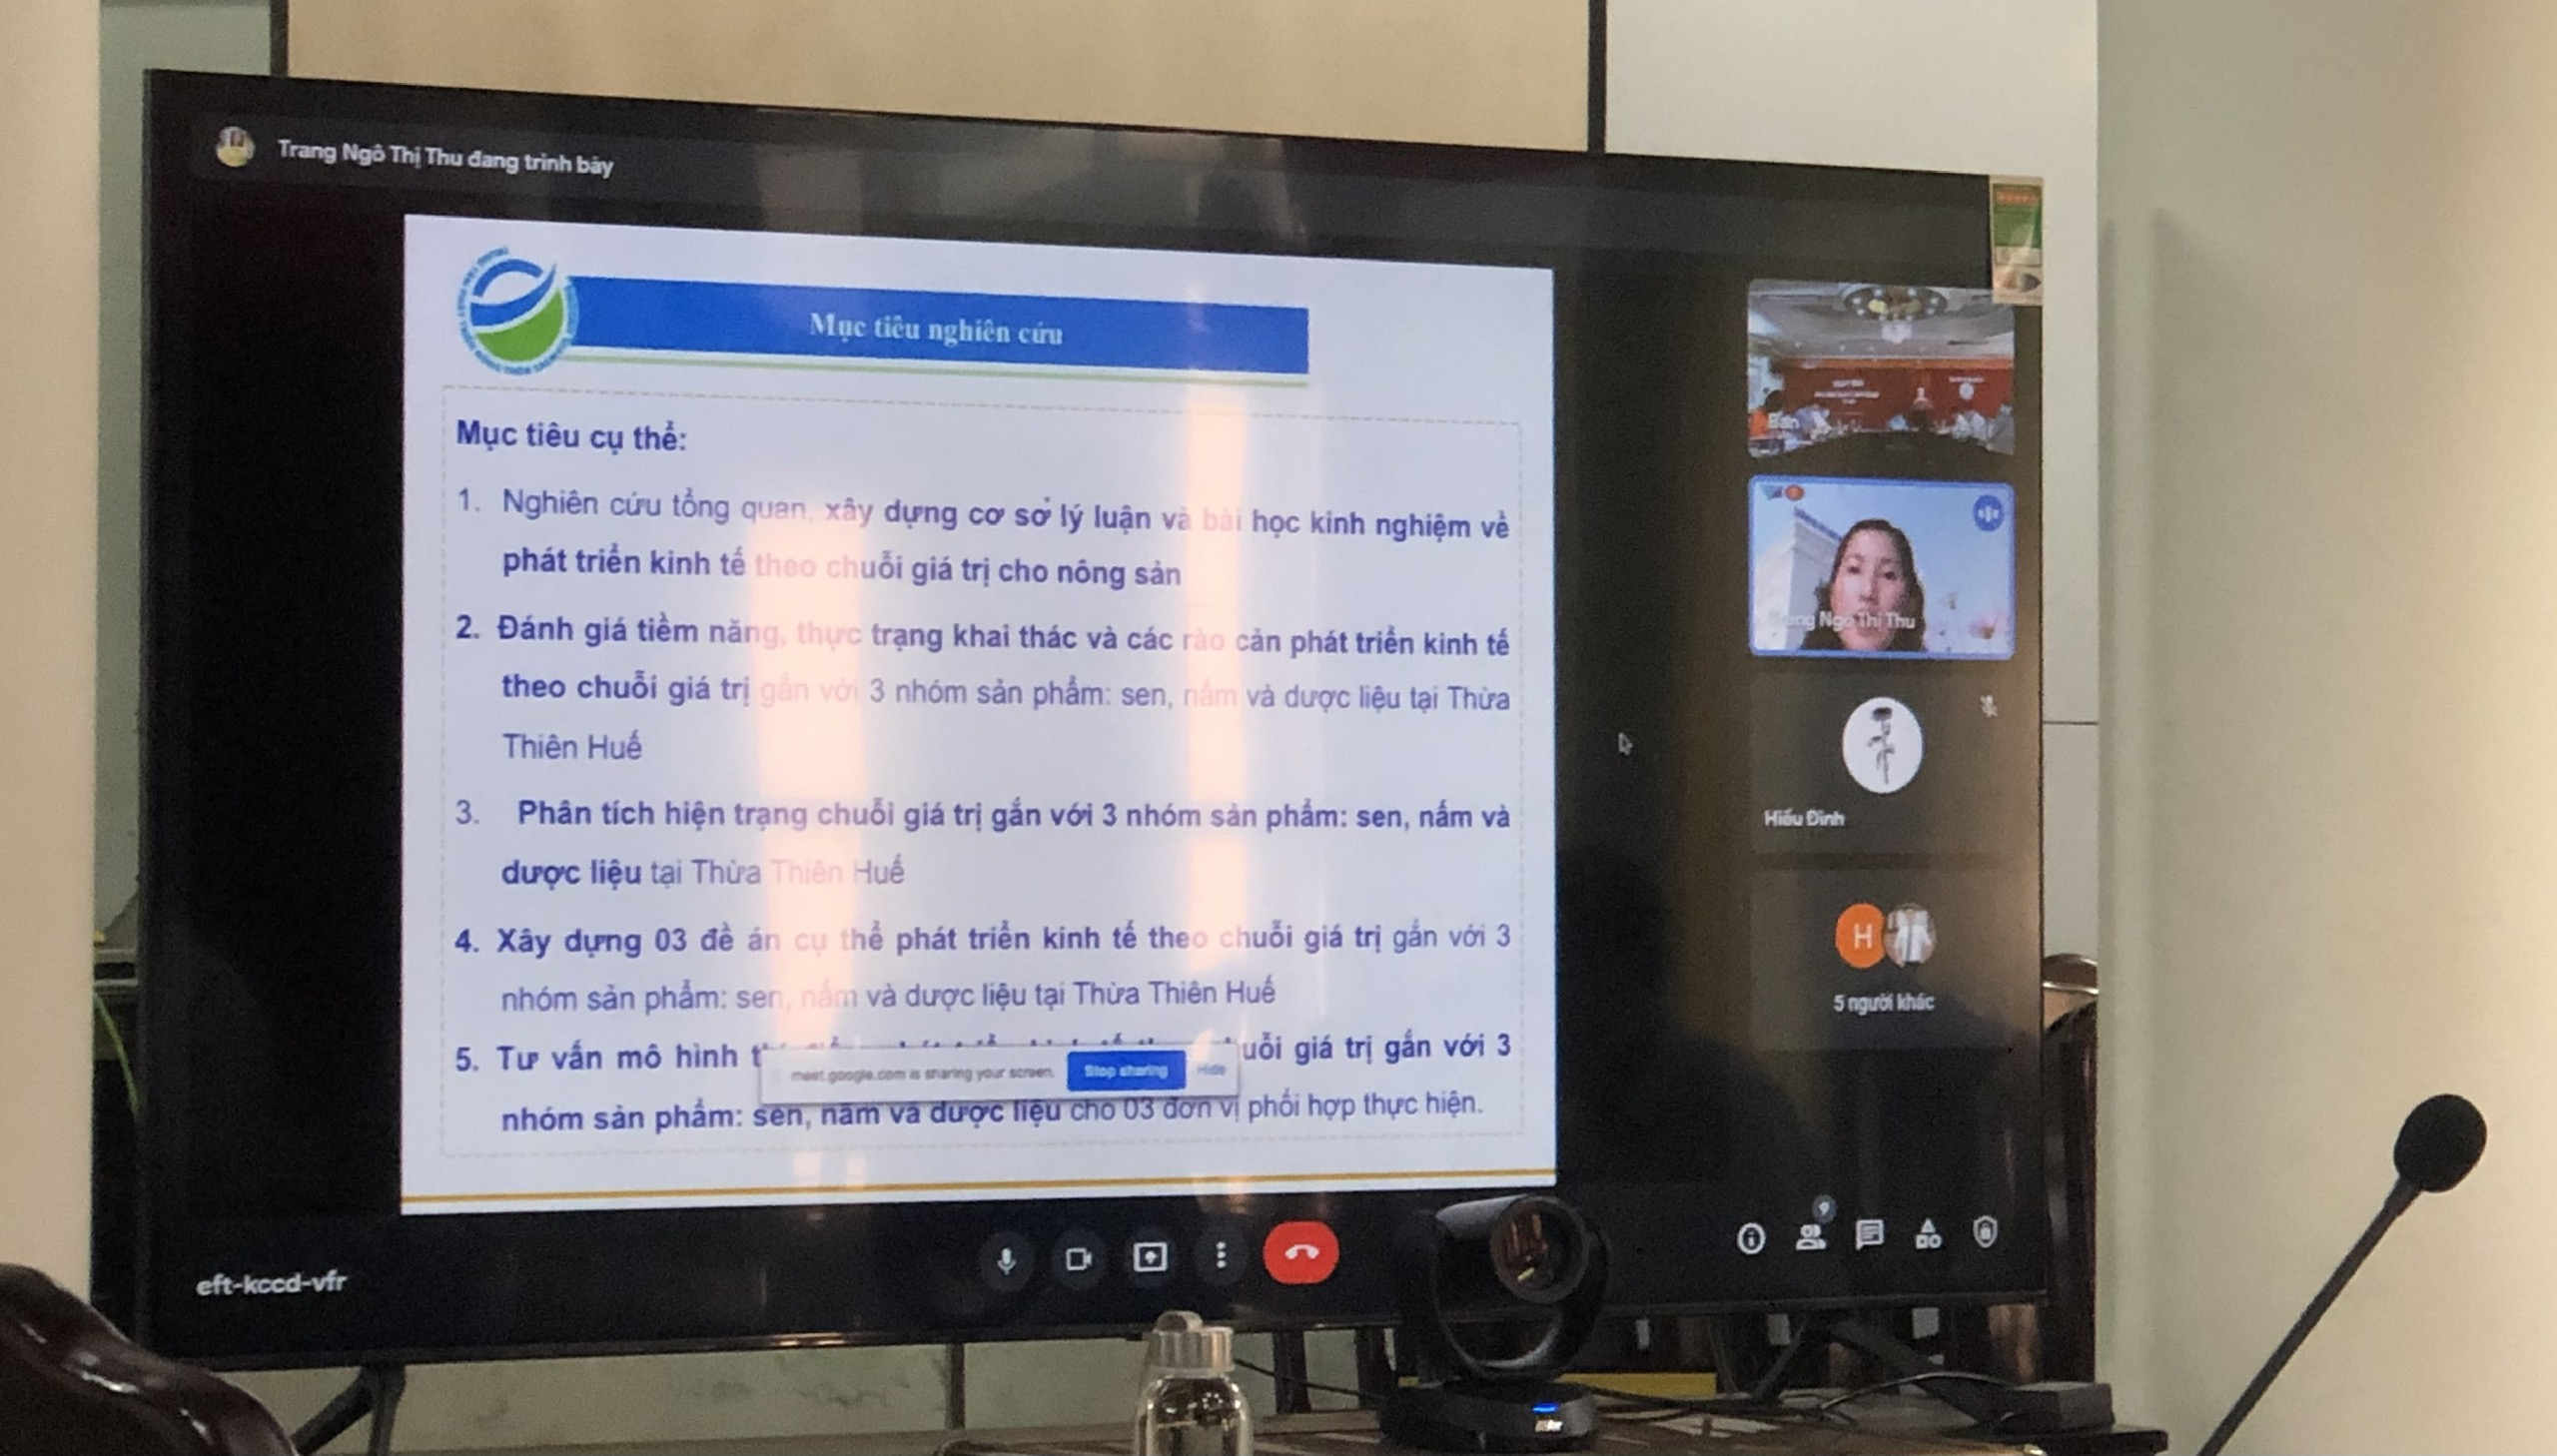 Trang Ngô Thị Thu đang trình bày
Mục tiêu nghiên cứu
Mục tiêu cụ thể:
1. Nghiên cứu tổng quan, xây dựng cơ sở lý luận và bài học kinh nghiệm về
phát triển kinh tế theo chuỗi giá trị cho nông sản
2. Đánh giá tiềm năng, thực trạng khai thác và các rào cản phát triển kinh tế
theo chuỗi giá trị gắn với 3 nhóm sản phẩm: sen, nấm và dược liệu tại Thừa
Thiên Huế
3. Phân tích hiện trạng chuỗi giá trị gắn với 3 nhóm sản phẩm: sen, nấm và
dược liệu tại Thừa Thiên Huế
4. Xây dựng 03 đề án cụ thể phát triển kinh tế theo chuỗi giá trị gắn với 3
nhóm sản phẩm: sen, nấm và dược liệu tại Thừa Thiên Huế
5. Tư vấn mô hình giá trị gắn với 3
meet.google.com is sharing your screen. Stop sharing Hide
nhóm sản phẩm: sen, nấm và dược liệu cho 03 đơn vị phối hợp thực hiện.
Bạn
Ngô Thị Thu
Hiếu Đinh
H
5 người khác
9
eft-kccd-vfr